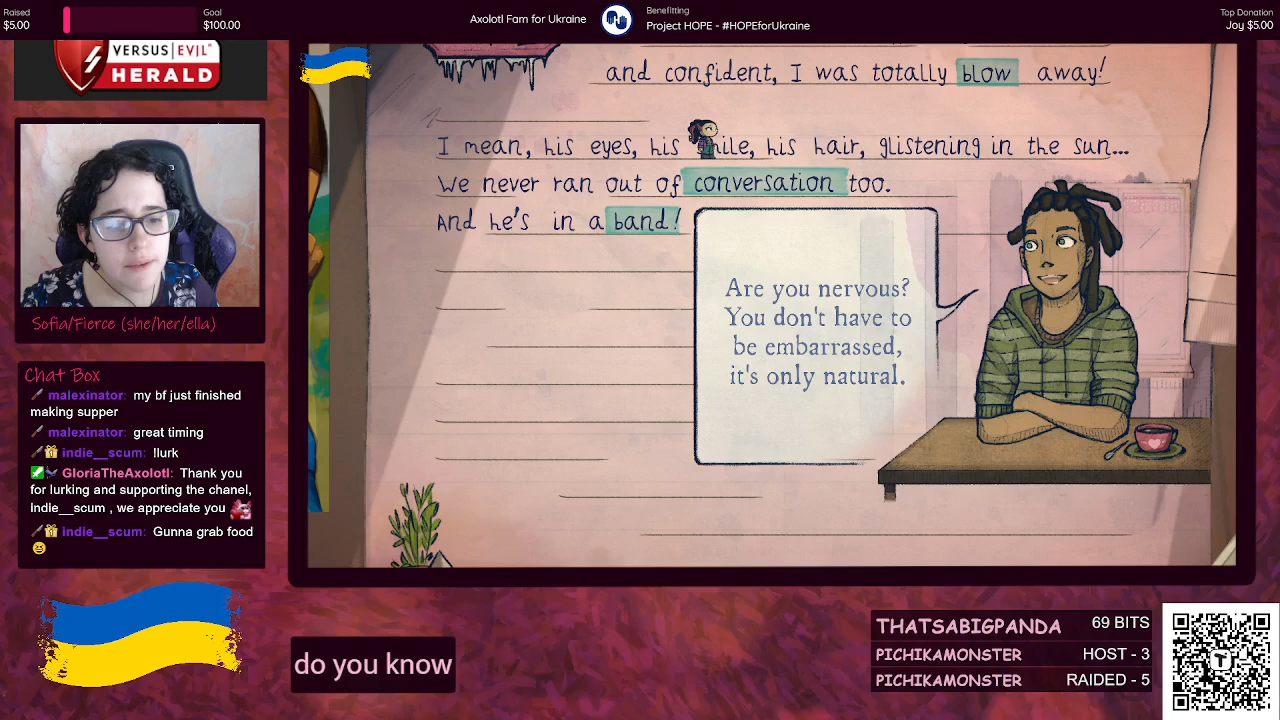 Raised
$5.00
Goal
$100.00
Axolotl Fam for Ukraine
Benefitting
Project HOPE - #HOPEforUkraine
Top Donation
Joy $5.00
VERSUS EVIL
HERALD
Sofia/Fierce (she/her/ella)
Chat Box
malexinator: my bf just finished
making supper
malexinator: great timing
indie__scum: !lurk
GloriaTheAxolotl: Thank you
for lurking and supporting the chanel,
Indie__scum , we appreciate you
indie__scum: Gunna grab food
and confident, I was totally blow away!
I mean, his eyes, his smile, his hair, glistening in the sun...
We never ran out of conversation too.
And he's in a band!
Are you nervous?
You don't have to
be embarrassed,
it's only natural.
do you know
THATSABIGPANDA 69 BITS
PICHIKAMONSTER HOST - 3
PICHIKAMONSTER RAIDED - 5
T